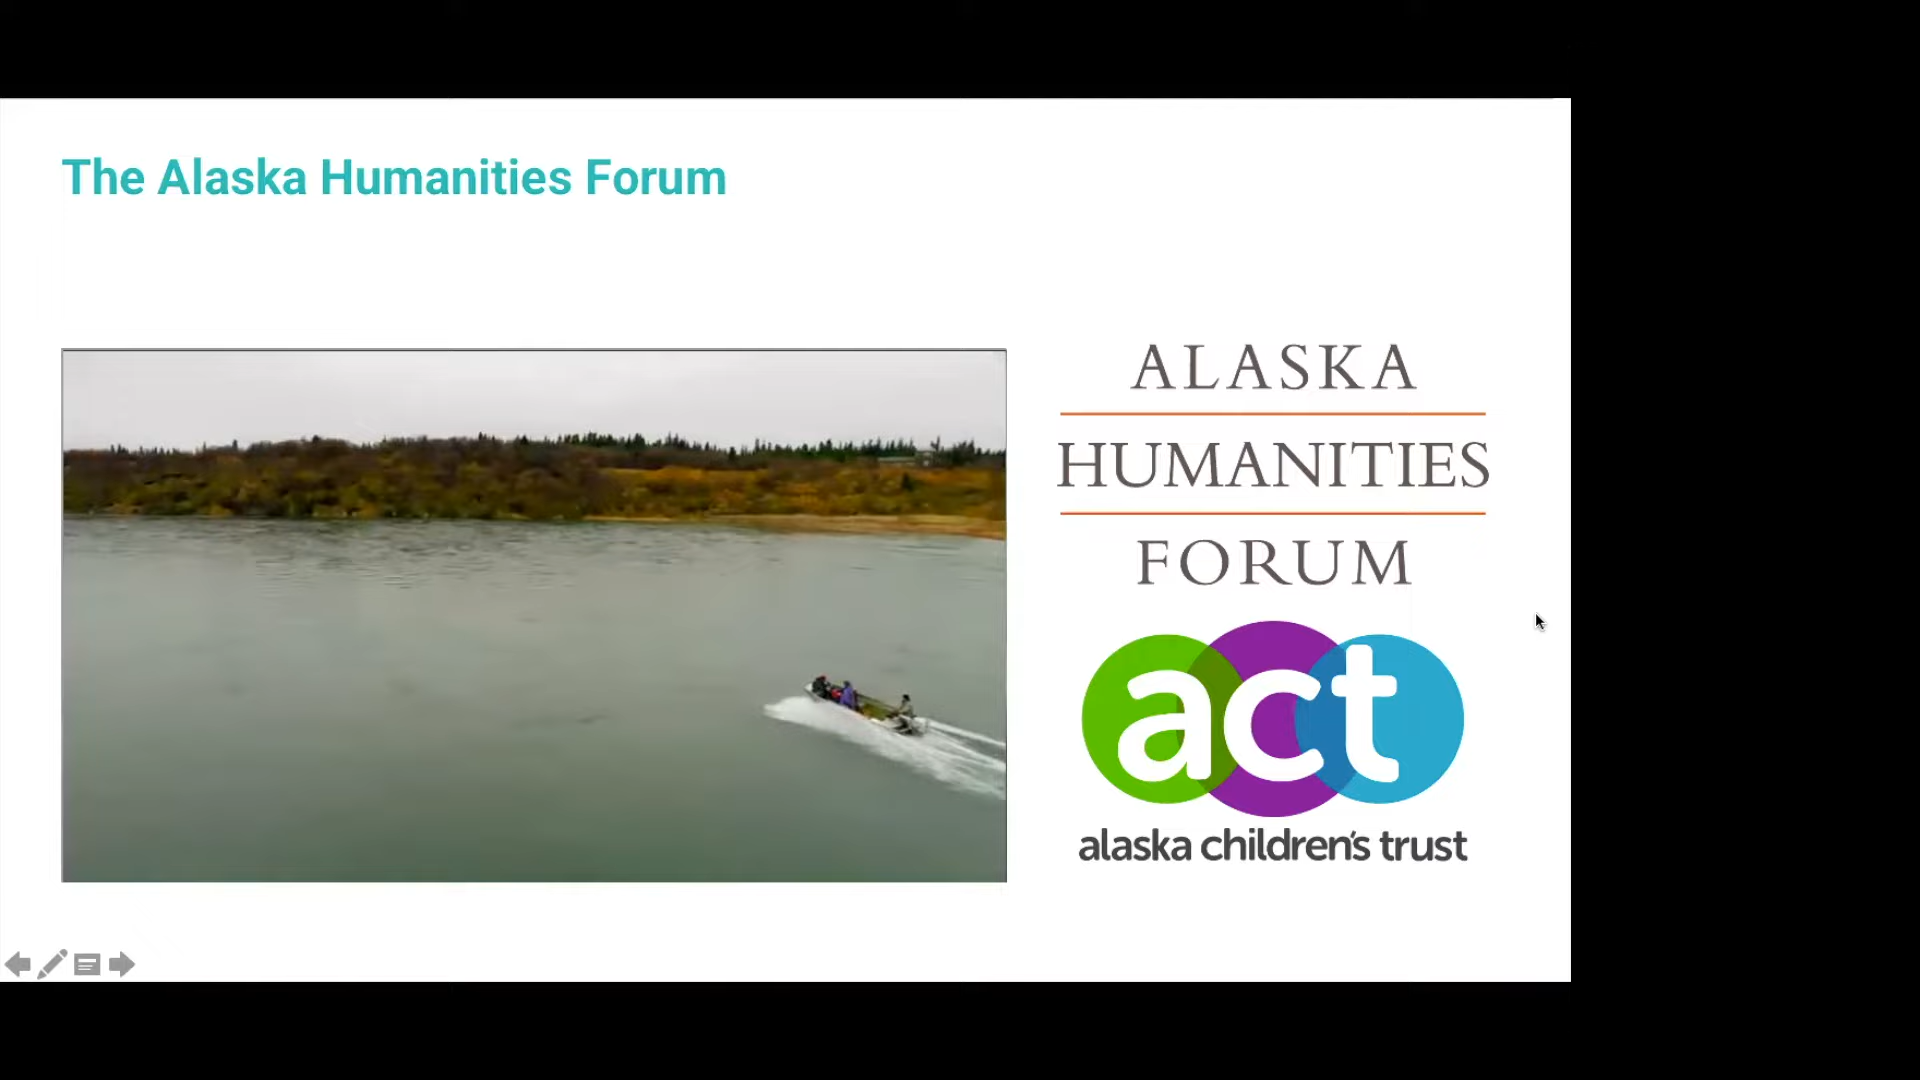 The Alaska Humanities Forum
ALASKA
HUMANITIES
FORUM
act
alaska children's trust